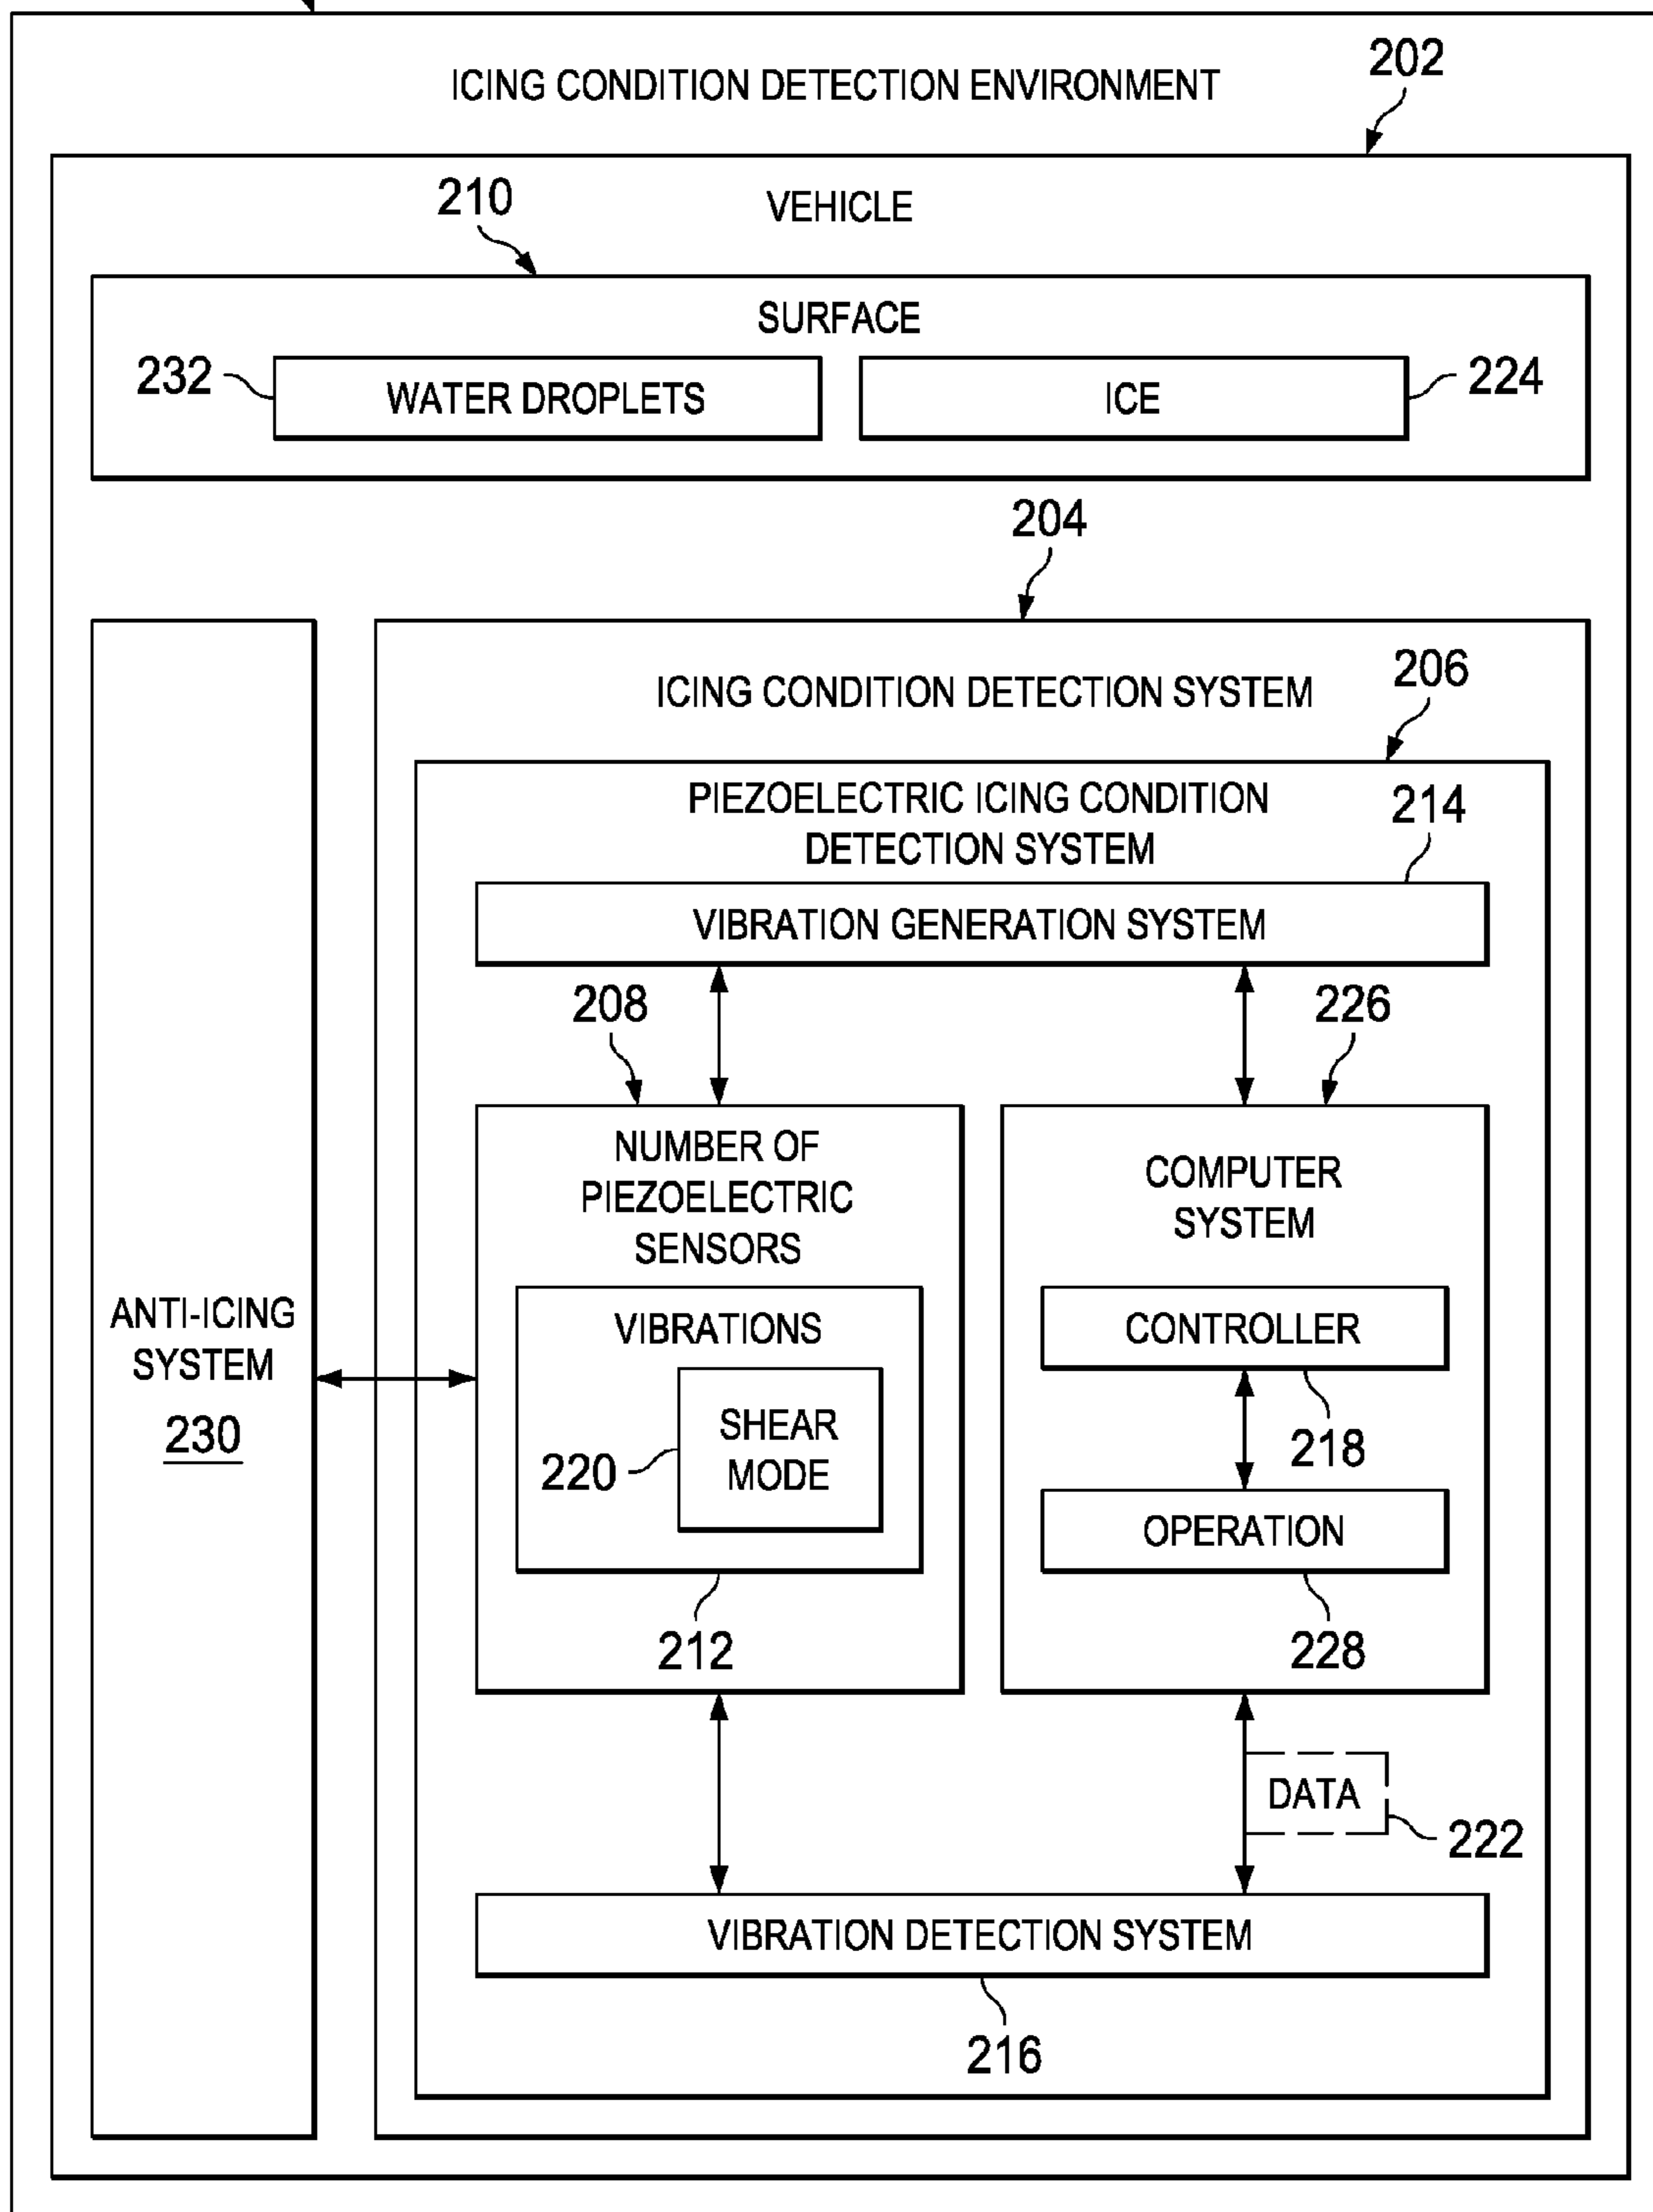 ICING CONDITION DETECTION ENVIRONMENT
202
VEHICLE
210
SURFACE
232
WATER DROPLETS
ICE
224
204
ICING CONDITION DETECTION SYSTEM
206
PIEZOELECTRIC ICING CONDITION
DETECTION SYSTEM
214
VIBRATION GENERATION SYSTEM
208
226
NUMBER OF
PIEZOELECTRIC
SENSORS
VIBRATIONS
SHEAR
MODE
220
212
COMPUTER
SYSTEM
CONTROLLER
218
OPERATION
228
ANTI-ICING
SYSTEM
230
DATA
222
VIBRATION DETECTION SYSTEM
216